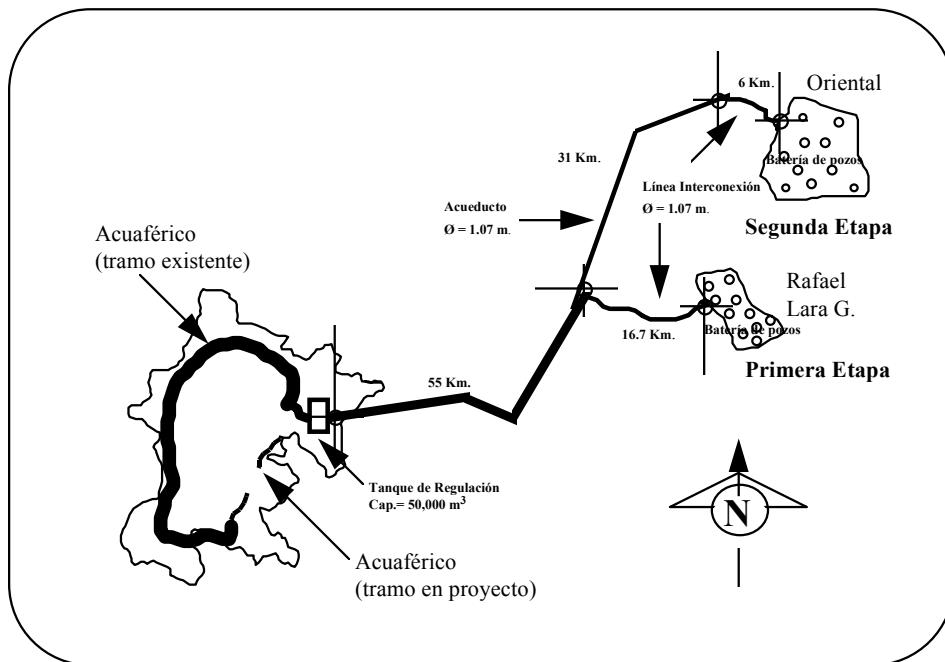 6 Km.
Oriental
31 Km.
Batería de pozos
Línea Interconexión
Ø = 1.07 m.
Acueducto
Ø = 1.07 m.
Segunda Etapa
Acuaférico
(tramo existente)
Rafael
Lara G.
16.7 Km.
Batería de pozos
Primera Etapa
55 Km.
Tanque de Regulación
Cap.= 50,000 m³
N
Acuaférico
(tramo en proyecto)